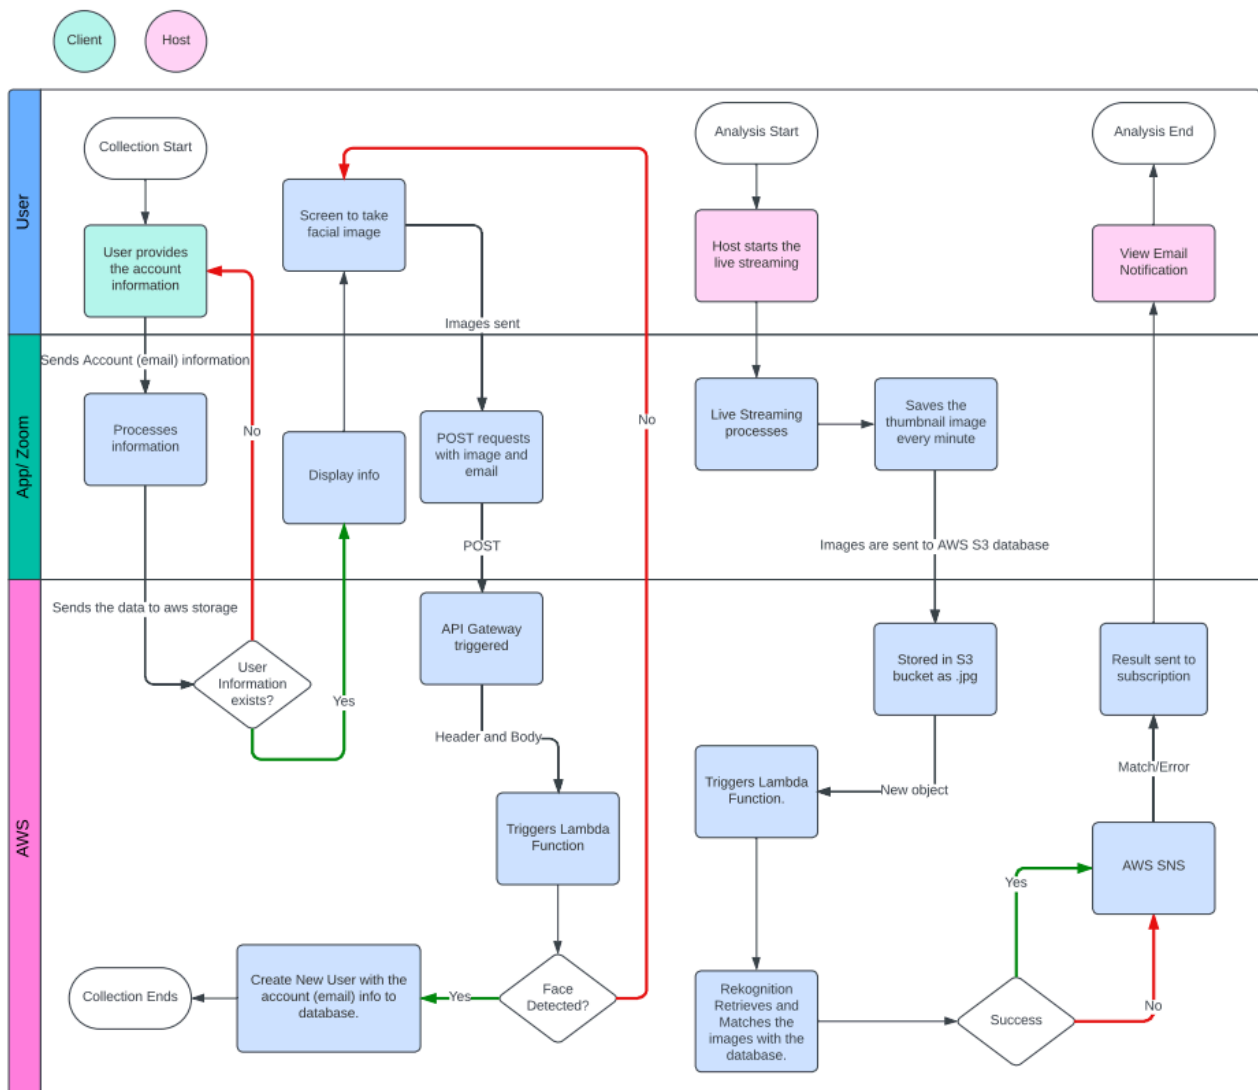 Client
Host
User
Collection Start
User provides
the account
information
Screen to take
facial image
Images sent
Analysis Start
Host starts the
live streaming
Analysis End
View Email
Notification
App/ Zoom
Sends Account (email) information
Processes
information
No
Display info
POST requests
with image and
email
POST
No
Live Streaming
processes
Saves the
thumbnail image
every minute
Images are sent to AWS S3 database
AWS
Sends the data to aws storage
User
Information
exists?
Yes
API Gateway
triggered
Header and Body
Triggers Lambda
Function
Face
Detected?
Yes
Create New User with the
account (email) info to
database.
Collection Ends
Stored in S3
bucket as .jpg
New object
Triggers Lambda
Function.
Rekognition
Retrieves and
Matches the
images with the
database.
Success
Yes
No
AWS SNS
Match/Error
Result sent to
subscription